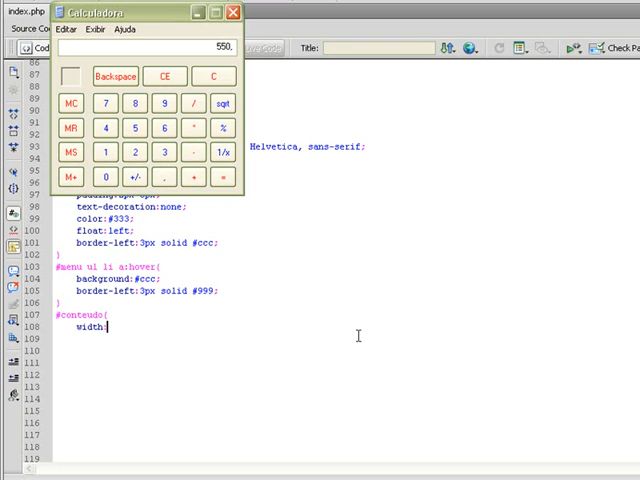 index.php
Calculadora
Source Co
Editar Exibir Ajuda
550,
Cod
Live Code
Title:
Check Pa
Backspace CE C
MC 7 8 9 / sqrt
MR 4 5 6 * %
MS 1 2 3 - 1/x
M+ 0 +/- , + =
86
87
88
89
90
91
92
93 Helvetica, sans-serif;
94
95
96
97
98 text-decoration:none;
99 color:#333;
100 float:left;
101 border-left:3px solid #ccc;
102 }
103 #menu ul li a:hover{
104 background:#ccc;
105 border-left:3px solid #999;
106 }
107 #conteudo{
108 width:
109
110
111
112
113
114
115
116
117
118
119